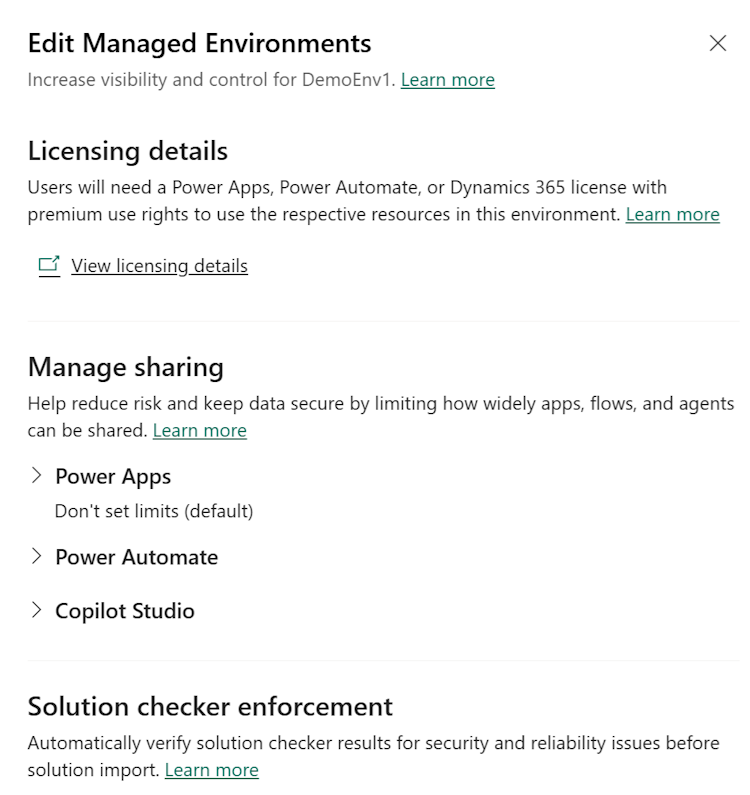 Edit Managed Environments
Increase visibility and control for DemoEnv1. Learn more
Licensing details
Users will need a Power Apps, Power Automate, or Dynamics 365 license with
premium use rights to use the respective resources in this environment. Learn more
View licensing details
Manage sharing
Help reduce risk and keep data secure by limiting how widely apps, flows, and agents
can be shared. Learn more
Power Apps
Don't set limits (default)
Power Automate
Copilot Studio
Solution checker enforcement
Automatically verify solution checker results for security and reliability issues before
solution import. Learn more